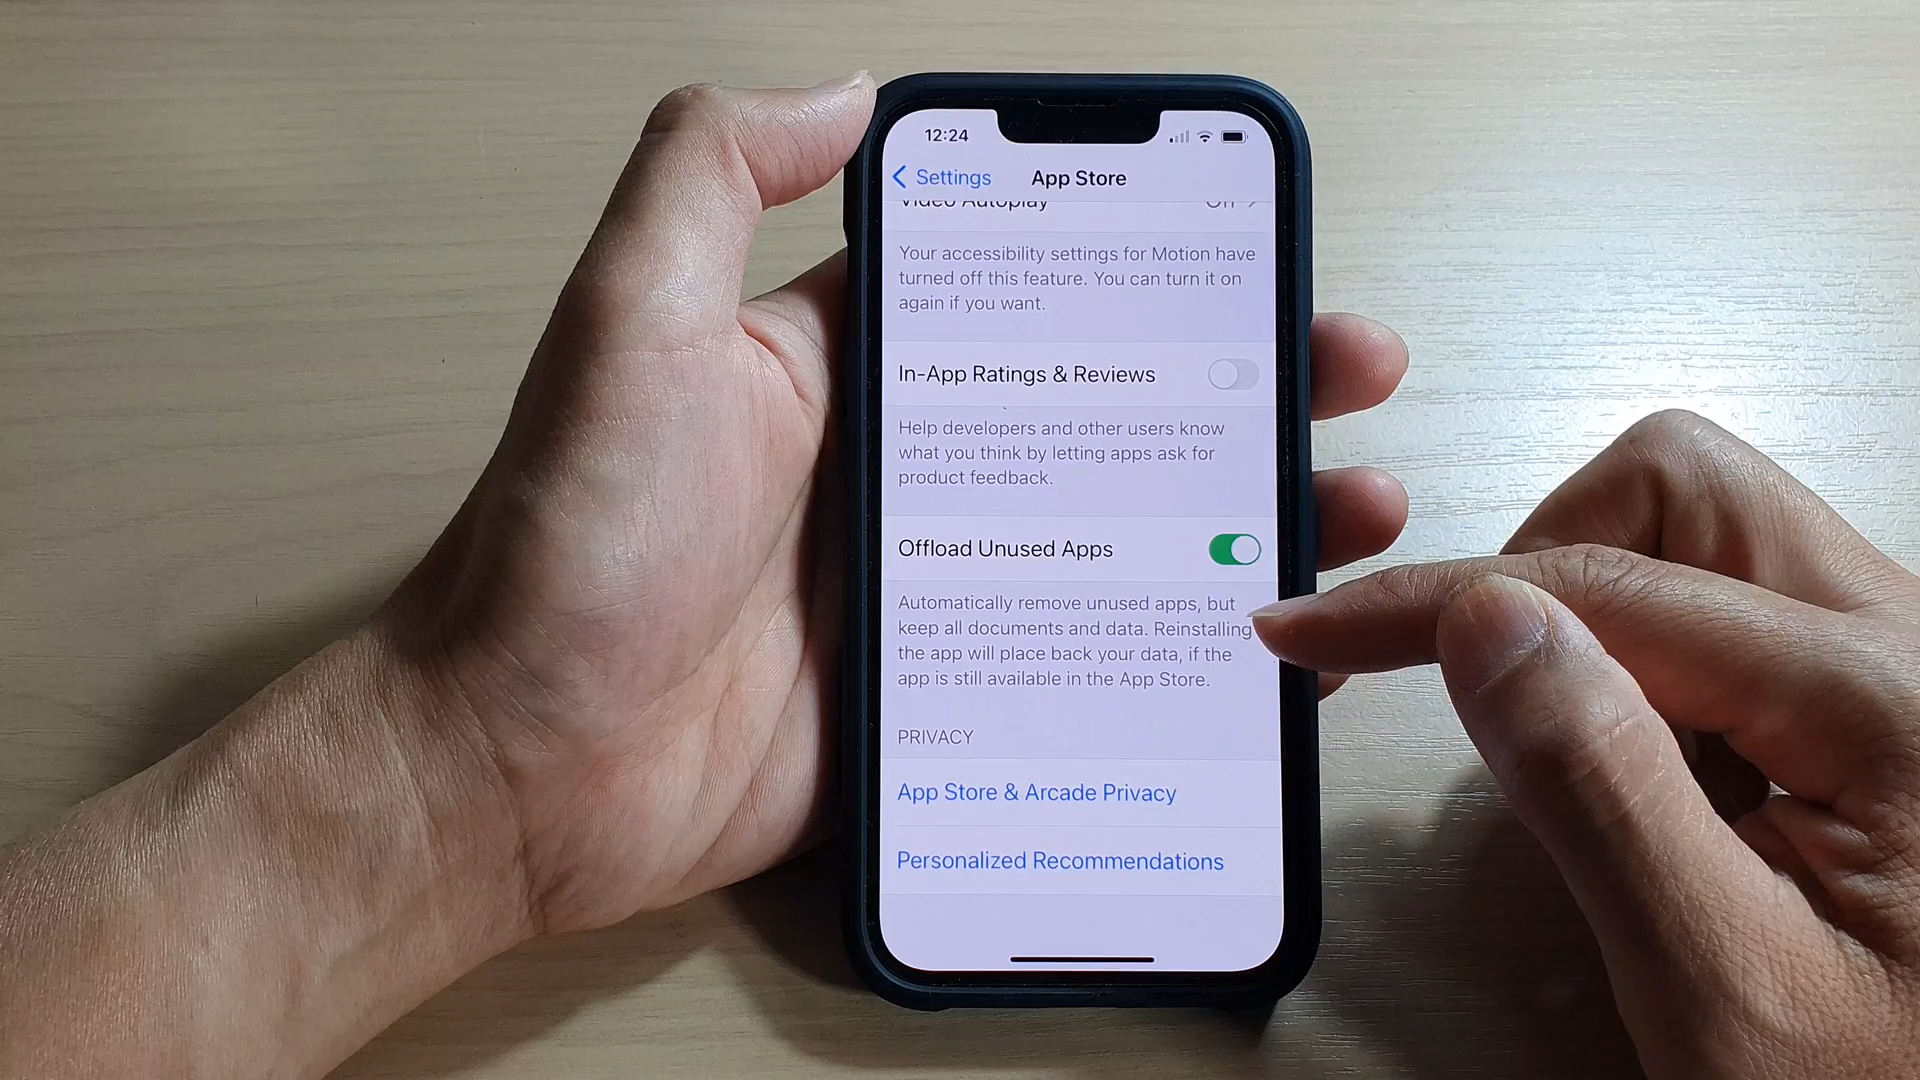 12:24
Settings
App Store
Video Autoplay
Your accessibility settings for Motion have
turned off this feature. You can turn it on
again if you want.
In-App Ratings & Reviews
Help developers and other users know
what you think by letting apps ask for
product feedback.
Offload Unused Apps
Automatically remove unused apps, but
keep all documents and data. Reinstalling
the app will place back your data, if the
app is still available in the App Store.
PRIVACY
App Store & Arcade Privacy
Personalized Recommendations